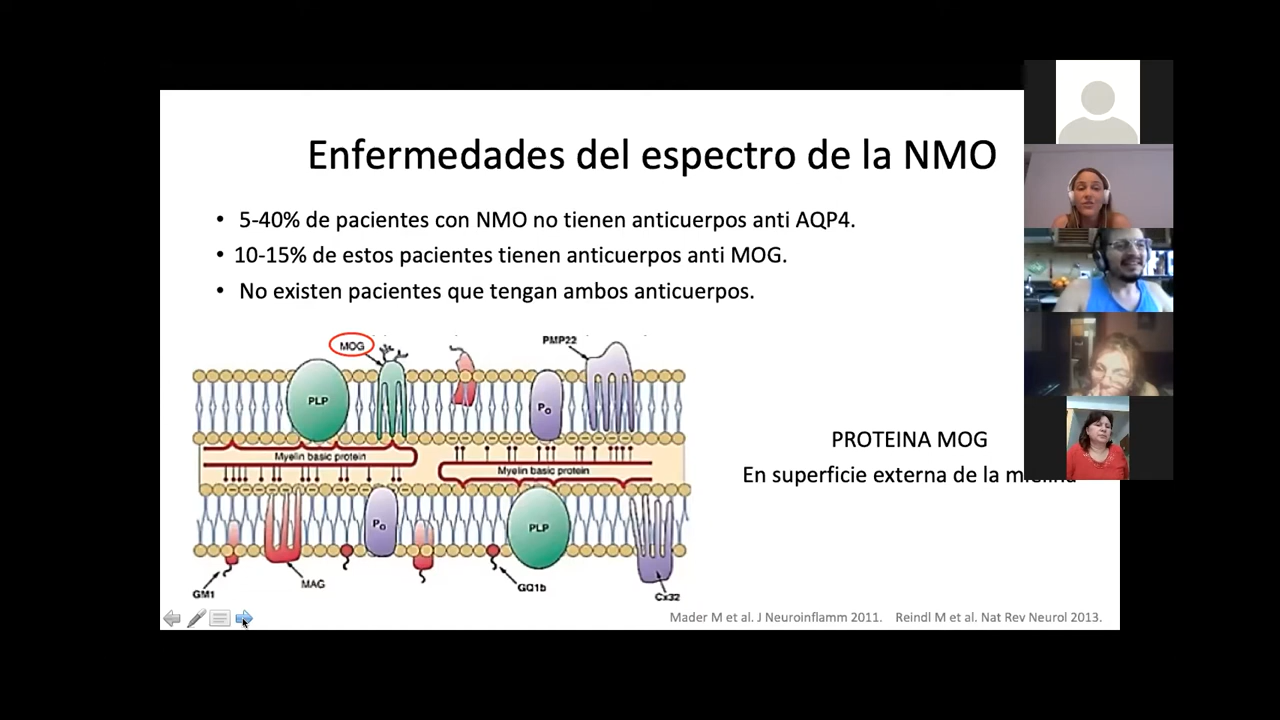 Enfermedades del espectro de la NMO
• 5-40% de pacientes con NMO no tienen anticuerpos anti AQP4.
• 10-15% de estos pacientes tienen anticuerpos anti MOG.
• No existen pacientes que tengan ambos anticuerpos.
MOG
PMP22
PLP
P0
Myelin basic protein
Myelin basic protein
P0
PLP
GM1
MAG
GQ1b
Cx32
PROTEINA MOG
En superficie externa de la
Mader M et al. J Neuroinflamm 2011. Reindl M et al. Nat Rev Neurol 2013.